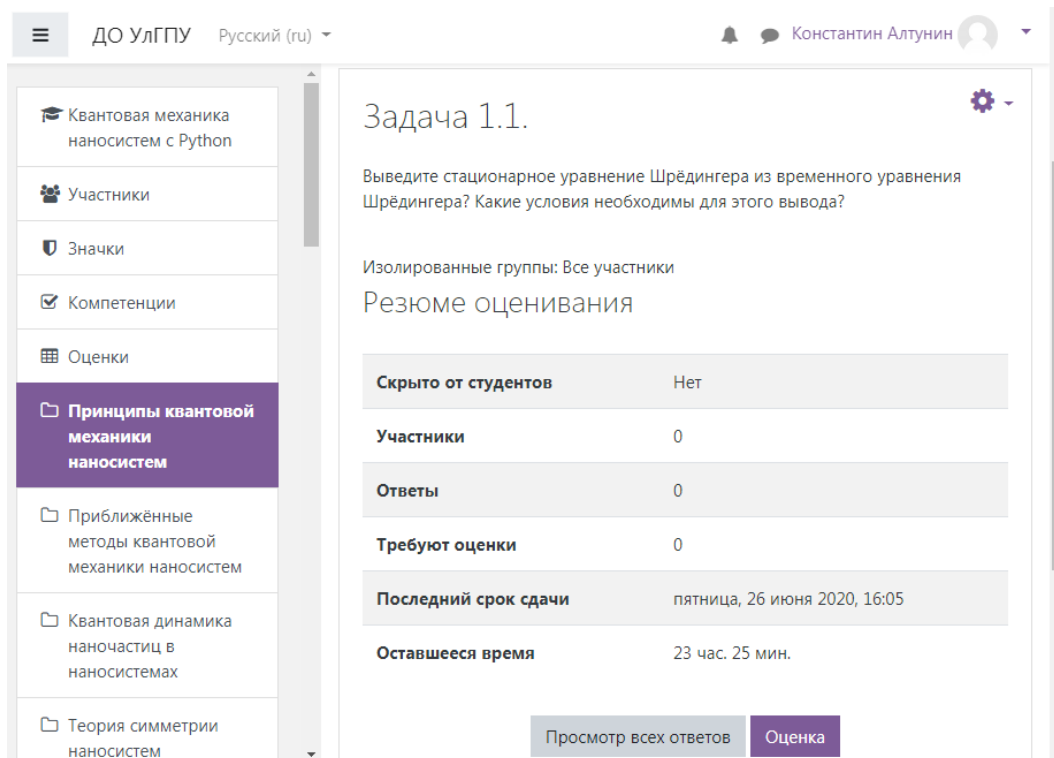 ДО УлГПУ Русский (ru)
Константин Алтунин
Квантовая механика
наносистем с Python
Участники
Значки
Компетенции
Оценки
Принципы квантовой
механики
наносистем
Приближённые
методы квантовой
механики наносистем
Квантовая динамика
наночастиц в
наносистемах
Теория симметрии
наносистем
Задача 1.1.
Выведите стационарное уравнение Шрёдингера из временного уравнения
Шрёдингера? Какие условия необходимы для этого вывода?
Изолированные группы: Все участники
Резюме оценивания
Скрыто от студентов Нет
Участники 0
Ответы 0
Требуют оценки 0
Последний срок сдачи пятница, 26 июня 2020, 16:05
Оставшееся время 23 час. 25 мин.
Просмотр всех ответов Оценка